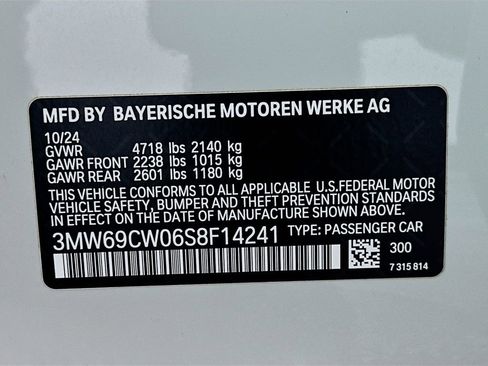 MFD BY BAYERISCHE MOTOREN WERKE AG
10/24
GVWR 4718 lbs 2140 kg
GAWR FRONT 2238 lbs 1015 kg
GAWR REAR 2601 lbs 1180 kg
THIS VEHICLE CONFORMS TO ALL APPLICABLE U.S.FEDERAL MOTOR
VEHICLE SAFETY, BUMPER AND THEFT PREVENTION STANDARDS
IN EFFECT ON THE DATE OF MANUFACTURE SHOWN ABOVE.
3MW69CW06S8F14241 TYPE: PASSENGER CAR
300
7 315 814